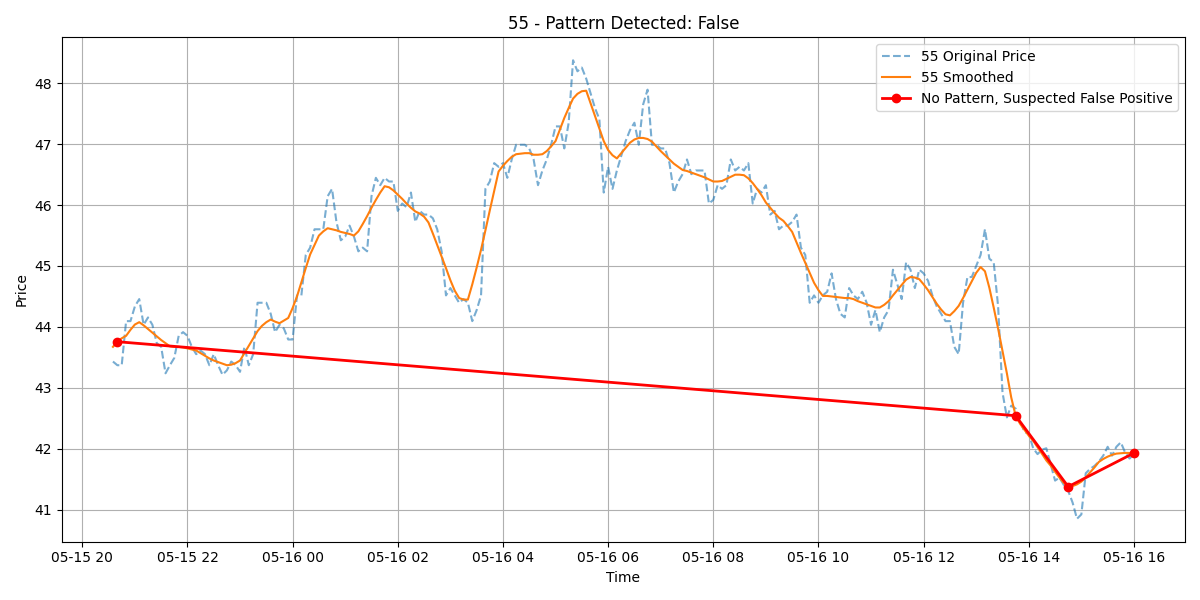 55 - Pattern Detected: False
55 Original Price
55 Smoothed
No Pattern, Suspected False Positive
Price
48
47
46
45
44
43
42
41
05-15 20 05-15 22 05-16 00 05-16 02 05-16 04 05-16 06 05-16 08 05-16 10 05-16 12 05-16 14 05-16 16
Time